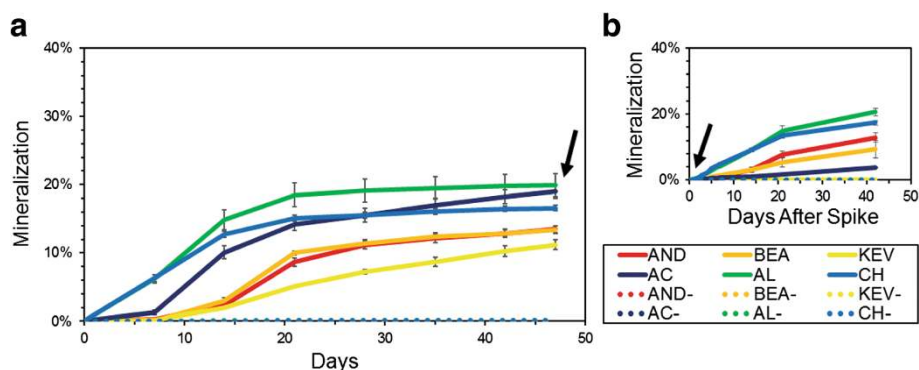 a
40%
30%
20%
10%
0%
Mineralization
0 10 20 30 40 50
Days
b
40%
20%
0%
Mineralization
0 10 20 30 40 50
Days After Spike
AND BEA KEV
AC AL CH
AND- BEA- KEV-
AC- AL- CH-